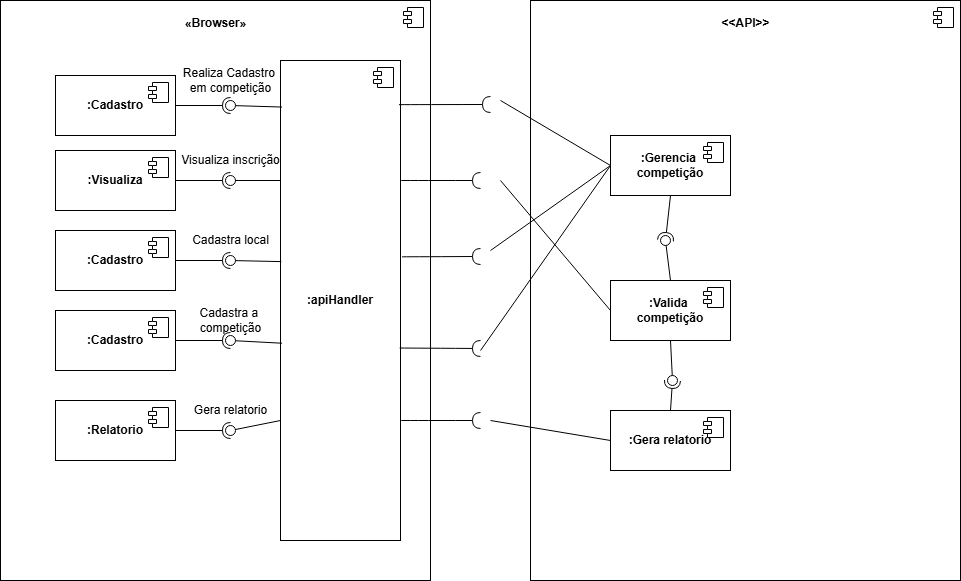 «Browser»
<<API>>
:Cadastro
Realiza Cadastro
em competição
:Visualiza
Visualiza inscrição
:Cadastro
Cadastra local
:Cadastro
Cadastra a
competição
:Relatorio
Gera relatorio
:apiHandler
:Gerencia
competição
:Valida
competição
:Gera relatorio